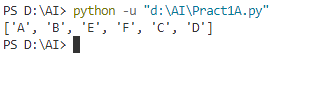 PS D:\AI> python -u "d:\AI\Pract1A.py"
['A', 'B', 'E', 'F', 'C', 'D']
PS D:\AI>